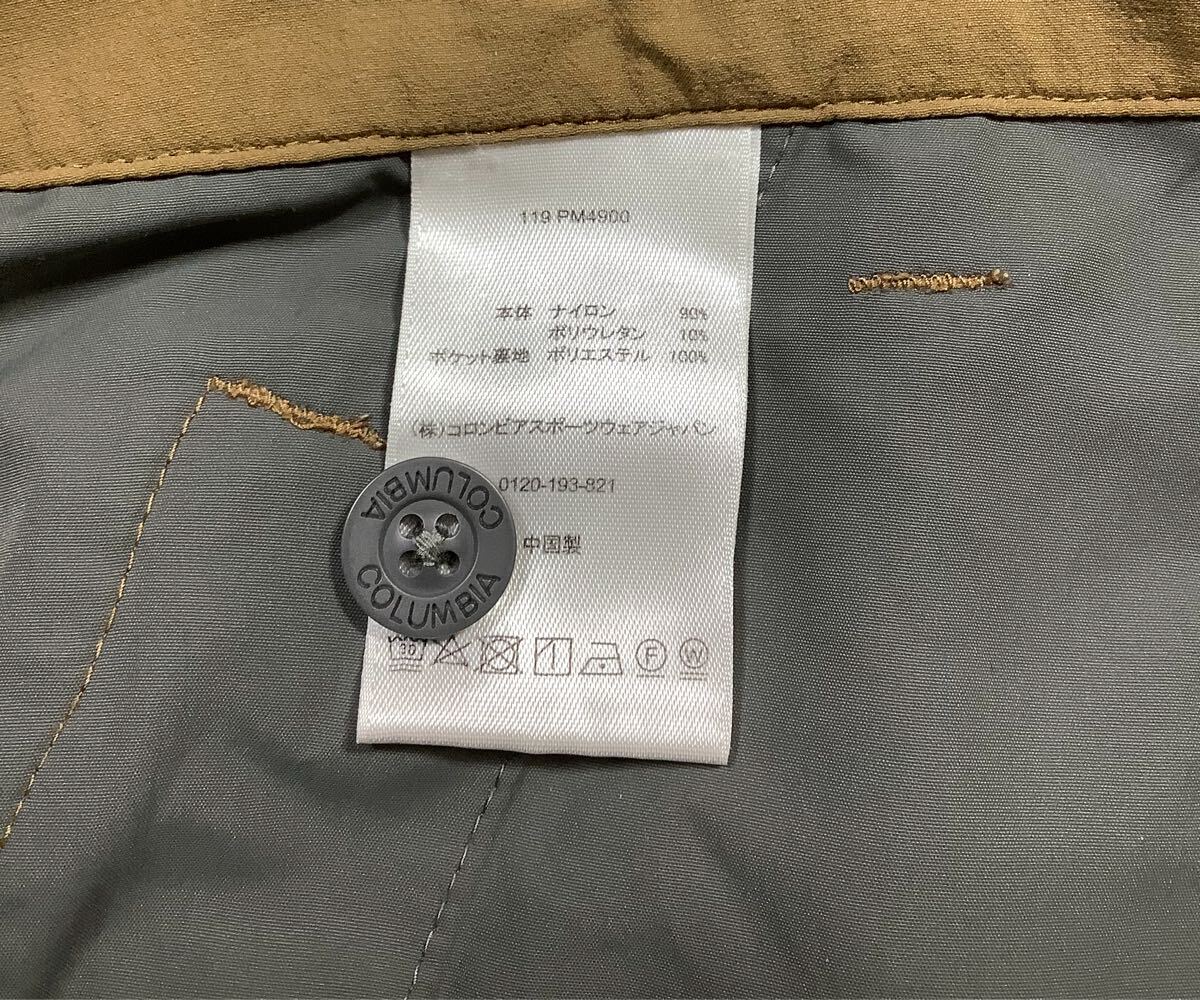 119 PM4900
本体 ナイロン 90%
ポリウレタン 10%
ポケット裏地 ポリエステル 100%
(株)コロンビアスポーツウェアジャパン
0120-193-821
中国製
COLUMBIA
COLUMBIA
30
F
W